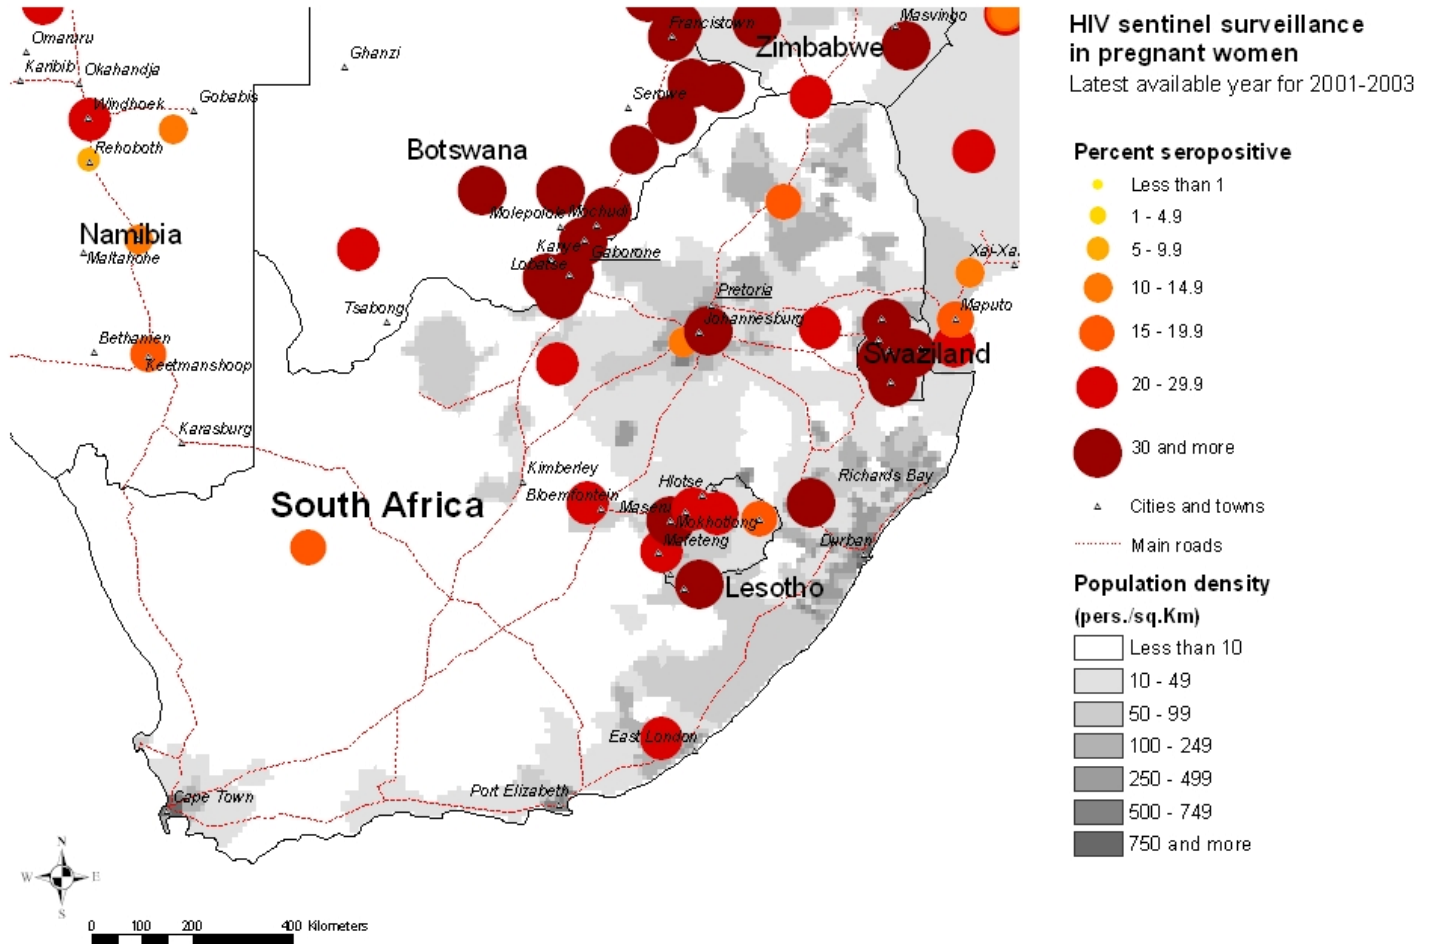 HIV sentinel surveillance
in pregnant women
Latest available year for 2001-2003
Percent seropositive
Less than 1
1 - 4.9
5 - 9.9
10 - 14.9
15 - 19.9
20 - 29.9
30 and more
Cities and towns
Main roads
Population density
(pers./sq.Km)
Less than 10
10 - 49
50 - 99
100 - 249
250 - 499
500 - 749
750 and more
Omaruru
Karibib
Okahandja
Ghanzi
Francistown
Masvingo
Zimbabwe
Windhoek
Gobabis
Serowe
Rehoboth
Botswana
Molepolole
Mochudi
Namibia
Maltahohe
Kanye
Gaborone
Lobatse
Xai-Xa
Tsabong
Pretoria
Johannesburg
Maputo
Bethanien
Keetmanshoop
Swaziland
Karasburg
Kimberley
Hlotse
Richards Bay
South Africa
Bloemfontein
Maseru
Mokhotlong
Mafeteng
Durban
Lesotho
East London
Port Elizabeth
Cape Town
N
W
E
S
0 100 200 400 Kilometers